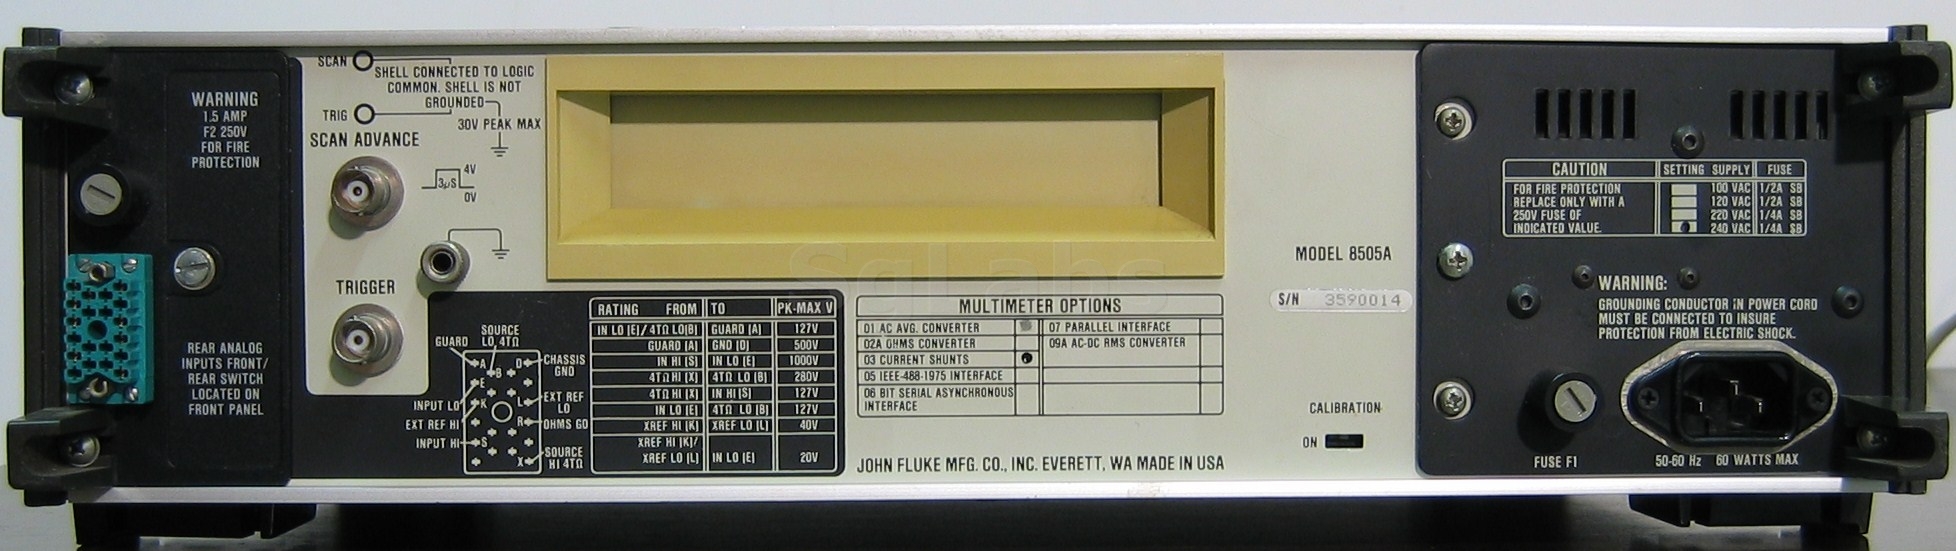 SCAN
SHELL CONNECTED TO LOGIC
COMMON. SHELL IS NOT
GROUNDED
TRIG
30V PEAK MAX
SCAN ADVANCE
4V
3µS
0V
TRIGGER
WARNING
1.5 AMP
F2 250V
FOR FIRE
PROTECTION
REAR ANALOG
INPUTS FRONT/
REAR SWITCH
LOCATED ON
FRONT PANEL
SOURCE
LO, 4TΩ
GUARD
A
B
D
CHASSIS
GND
E
INPUT LO
K
L
EXT REF
LO
EXT REF HI
R
OHMS GD
INPUT HI
S
X
SOURCE
HI 4TΩ
RATING FROM TO PK-MAX V
IN LO [E]/4TΩ LO[B] GUARD [A] 127V
GUARD [A] GND [D] 500V
IN HI [S] IN LO [E] 1000V
4TΩ HI [X] 4TΩ LO [B] 280V
4TΩ HI [X] IN HI [S] 127V
IN LO [E] 4TΩ LO [B] 127V
XREF HI [K] XREF LO [L] 40V
XREF HI [K]/
XREF LO [L] IN LO [E] 20V
MULTIMETER OPTIONS
01 AC AVG. CONVERTER 07 PARALLEL INTERFACE
02A OHMS CONVERTER 09A AC-DC RMS CONVERTER
03 CURRENT SHUNTS
05 IEEE-488-1975 INTERFACE
06 BIT SERIAL ASYNCHRONOUS
INTERFACE
JOHN FLUKE MFG. CO., INC. EVERETT, WA MADE IN USA
SgLabs
MODEL 8505A
S/N 3590014
CALIBRATION
ON
CAUTION SETTING SUPPLY FUSE
FOR FIRE PROTECTION 100 VAC 1/2A SB
REPLACE ONLY WITH A 120 VAC 1/2A SB
250V FUSE OF 220 VAC 1/4A SB
INDICATED VALUE. 240 VAC 1/4A SB
WARNING:
GROUNDING CONDUCTOR IN POWER CORD
MUST BE CONNECTED TO INSURE
PROTECTION FROM ELECTRIC SHOCK.
FUSE F1
50-60 Hz 60 WATTS MAX